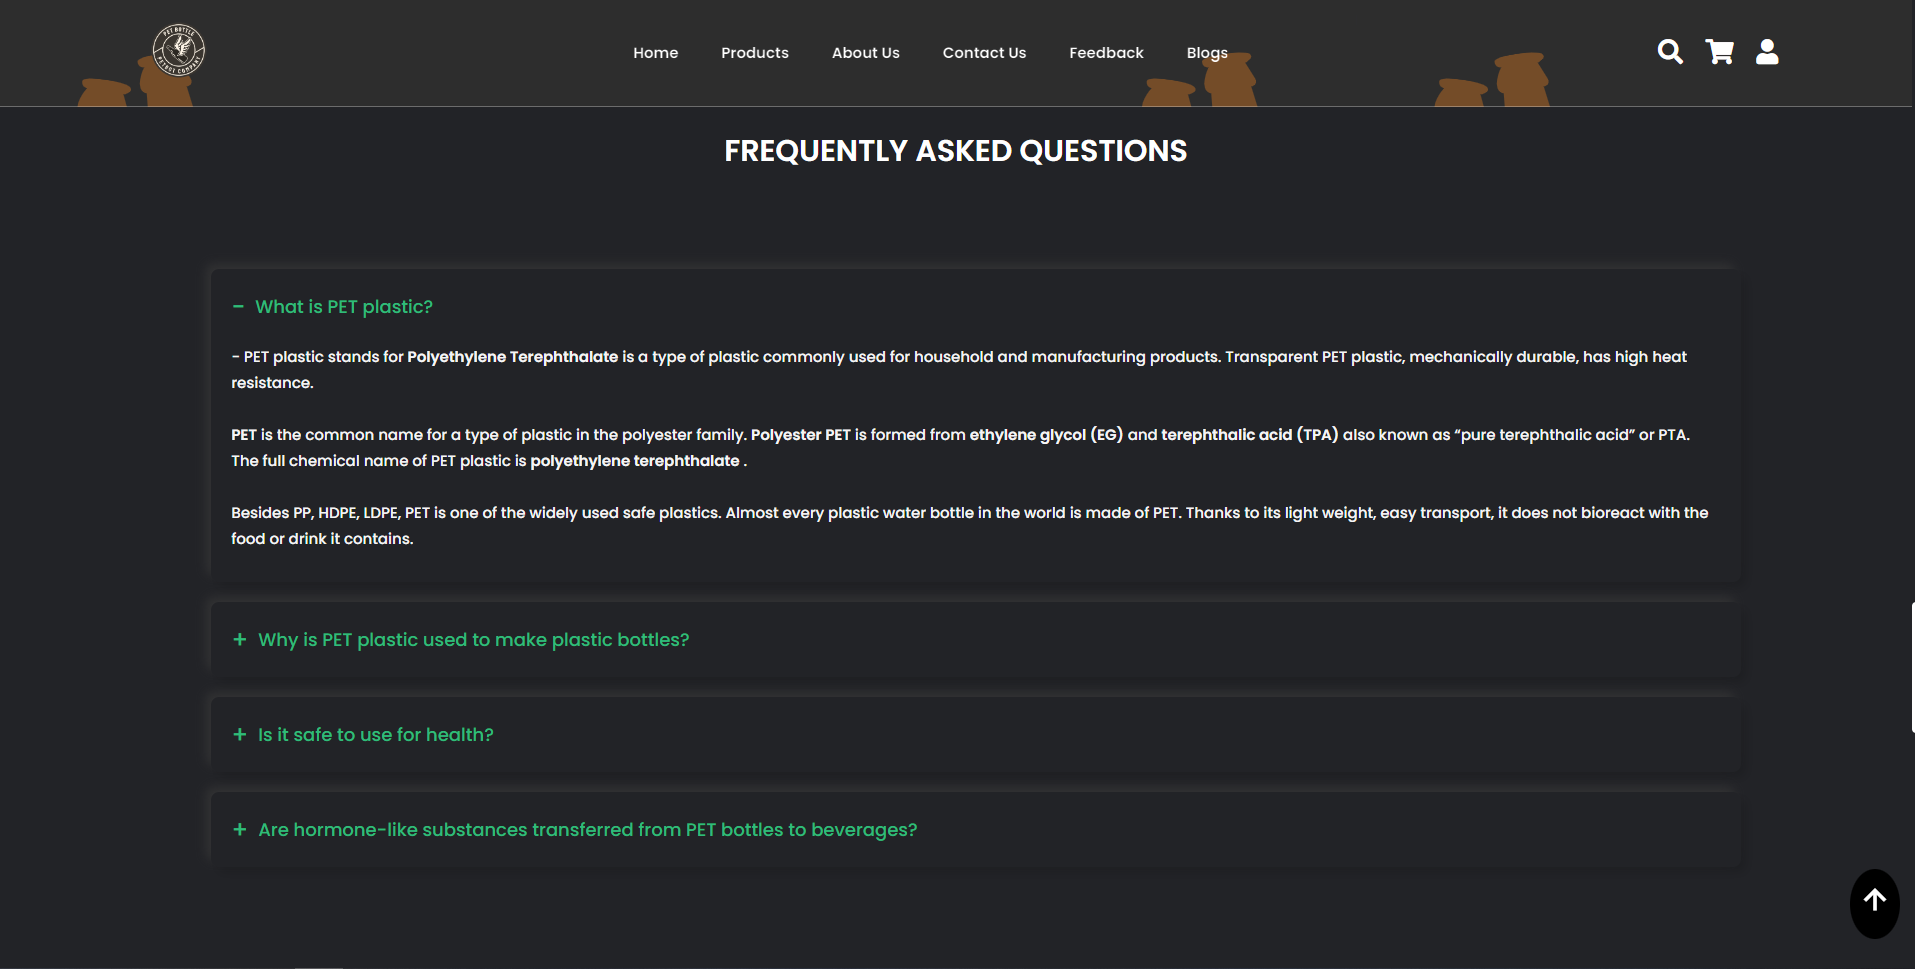 PET BOTTLE
PETBOT COMPANY
Home Products About Us Contact Us Feedback Blogs
FREQUENTLY ASKED QUESTIONS
− What is PET plastic?
- PET plastic stands for Polyethylene Terephthalate is a type of plastic commonly used for household and manufacturing products. Transparent PET plastic, mechanically durable, has high heat
resistance.
PET is the common name for a type of plastic in the polyester family. Polyester PET is formed from ethylene glycol (EG) and terephthalic acid (TPA) also known as “pure terephthalic acid” or PTA.
The full chemical name of PET plastic is polyethylene terephthalate .
Besides PP, HDPE, LDPE, PET is one of the widely used safe plastics. Almost every plastic water bottle in the world is made of PET. Thanks to its light weight, easy transport, it does not bioreact with the
food or drink it contains.
+ Why is PET plastic used to make plastic bottles?
+ Is it safe to use for health?
+ Are hormone-like substances transferred from PET bottles to beverages?